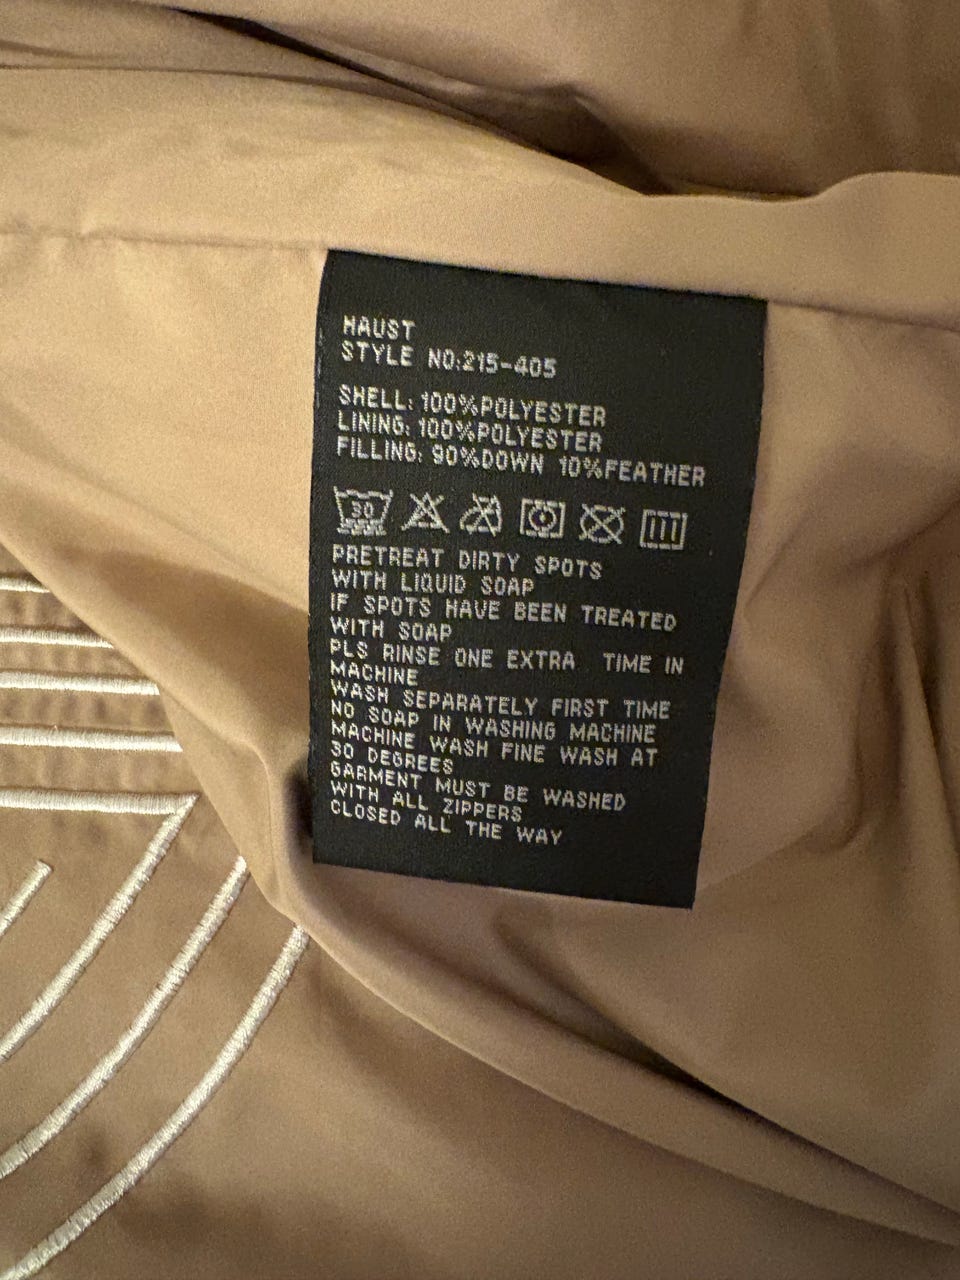 HAUST
STYLE NO:215-405
SHELL: 100%POLYESTER
LINING: 100%POLYESTER
FILLING: 90%DOWN 10%FEATHER
30
PRETREAT DIRTY SPOTS
WITH LIQUID SOAP
IF SPOTS HAVE BEEN TREATED
WITH SOAP
PLS RINSE ONE EXTRA TIME IN
MACHINE
WASH SEPARATELY FIRST TIME
NO SOAP IN WASHING MACHINE
MACHINE WASH FINE WASH AT
30 DEGREES
GARMENT MUST BE WASHED
WITH ALL ZIPPERS
CLOSED ALL THE WAY